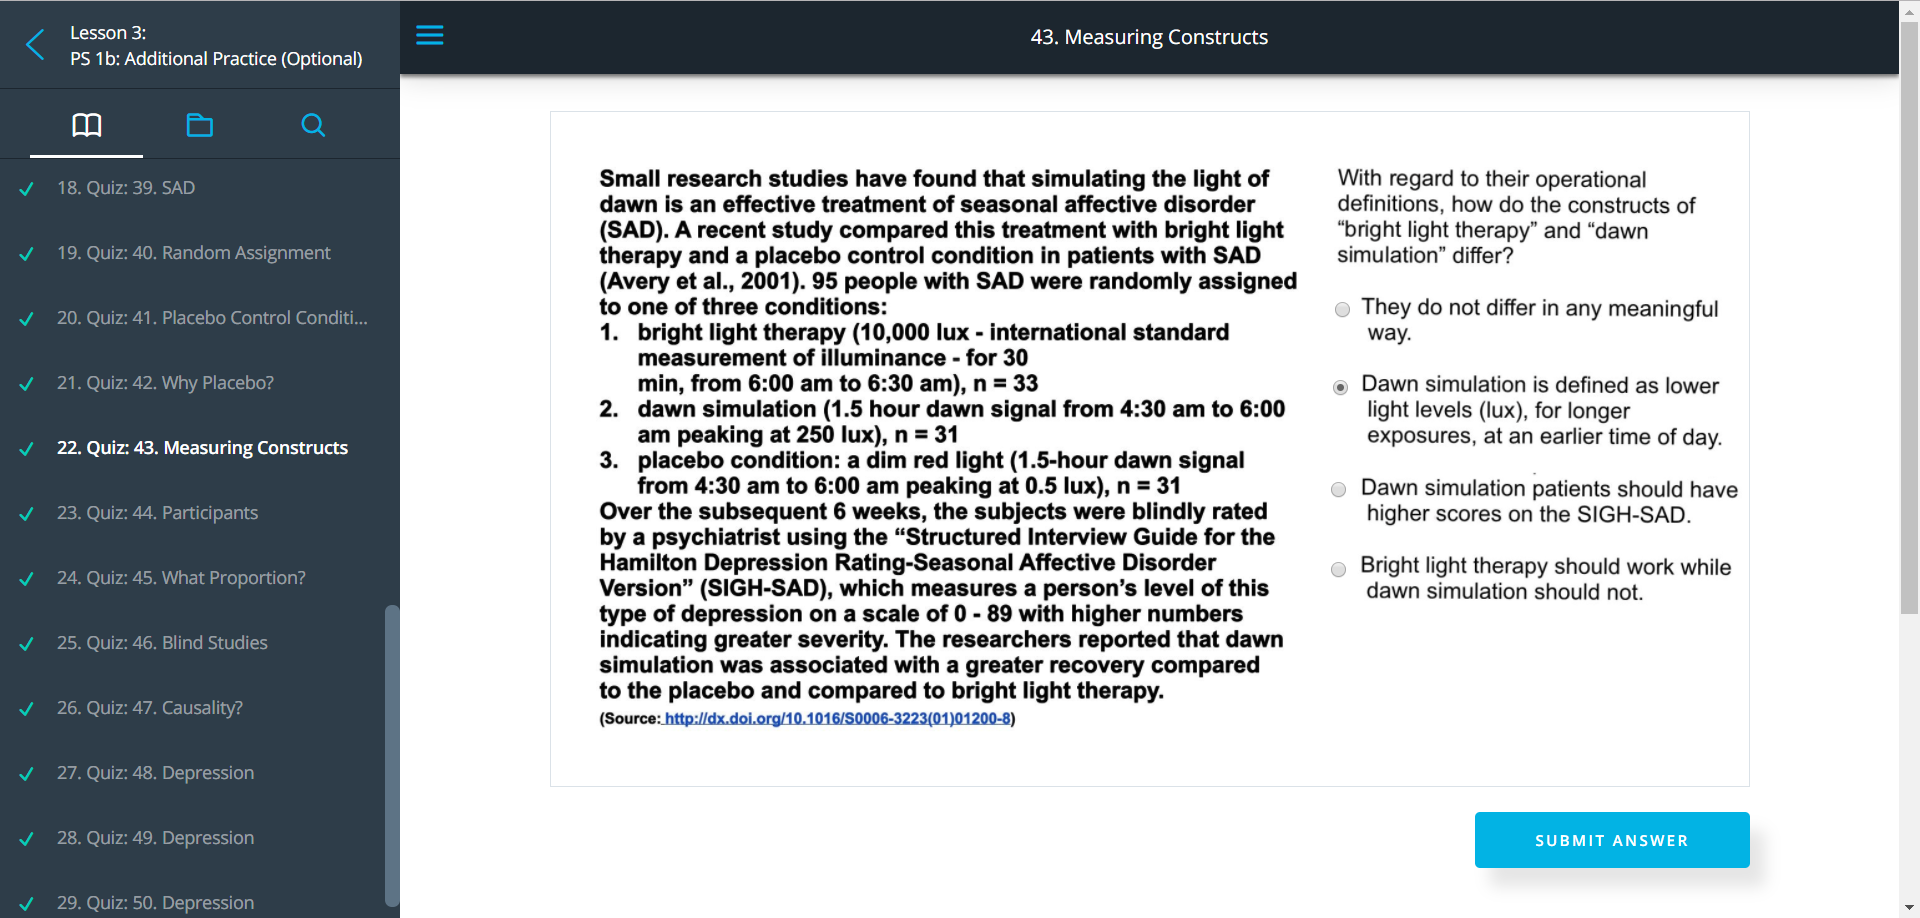 Lesson 3:
PS 1b: Additional Practice (Optional)
18. Quiz: 39. SAD
19. Quiz: 40. Random Assignment
20. Quiz: 41. Placebo Control Conditi...
21. Quiz: 42. Why Placebo?
22. Quiz: 43. Measuring Constructs
23. Quiz: 44. Participants
24. Quiz: 45. What Proportion?
25. Quiz: 46. Blind Studies
26. Quiz: 47. Causality?
27. Quiz: 48. Depression
28. Quiz: 49. Depression
29. Quiz: 50. Depression
43. Measuring Constructs
Small research studies have found that simulating the light of
dawn is an effective treatment of seasonal affective disorder
(SAD). A recent study compared this treatment with bright light
therapy and a placebo control condition in patients with SAD
(Avery et al., 2001). 95 people with SAD were randomly assigned
to one of three conditions:
1. bright light therapy (10,000 lux - international standard
measurement of illuminance - for 30
min, from 6:00 am to 6:30 am), n = 33
2. dawn simulation (1.5 hour dawn signal from 4:30 am to 6:00
am peaking at 250 lux), n = 31
3. placebo condition: a dim red light (1.5-hour dawn signal
from 4:30 am to 6:00 am peaking at 0.5 lux), n = 31
Over the subsequent 6 weeks, the subjects were blindly rated
by a psychiatrist using the “Structured Interview Guide for the
Hamilton Depression Rating-Seasonal Affective Disorder
Version” (SIGH-SAD), which measures a person’s level of this
type of depression on a scale of 0 - 89 with higher numbers
indicating greater severity. The researchers reported that dawn
simulation was associated with a greater recovery compared
to the placebo and compared to bright light therapy.
(Source: http://dx.doi.org/10.1016/S0006-3223(01)01200-8)
With regard to their operational
definitions, how do the constructs of
“bright light therapy” and “dawn
simulation” differ?
They do not differ in any meaningful
way.
Dawn simulation is defined as lower
light levels (lux), for longer
exposures, at an earlier time of day.
Dawn simulation patients should have
higher scores on the SIGH-SAD.
Bright light therapy should work while
dawn simulation should not.
SUBMIT ANSWER